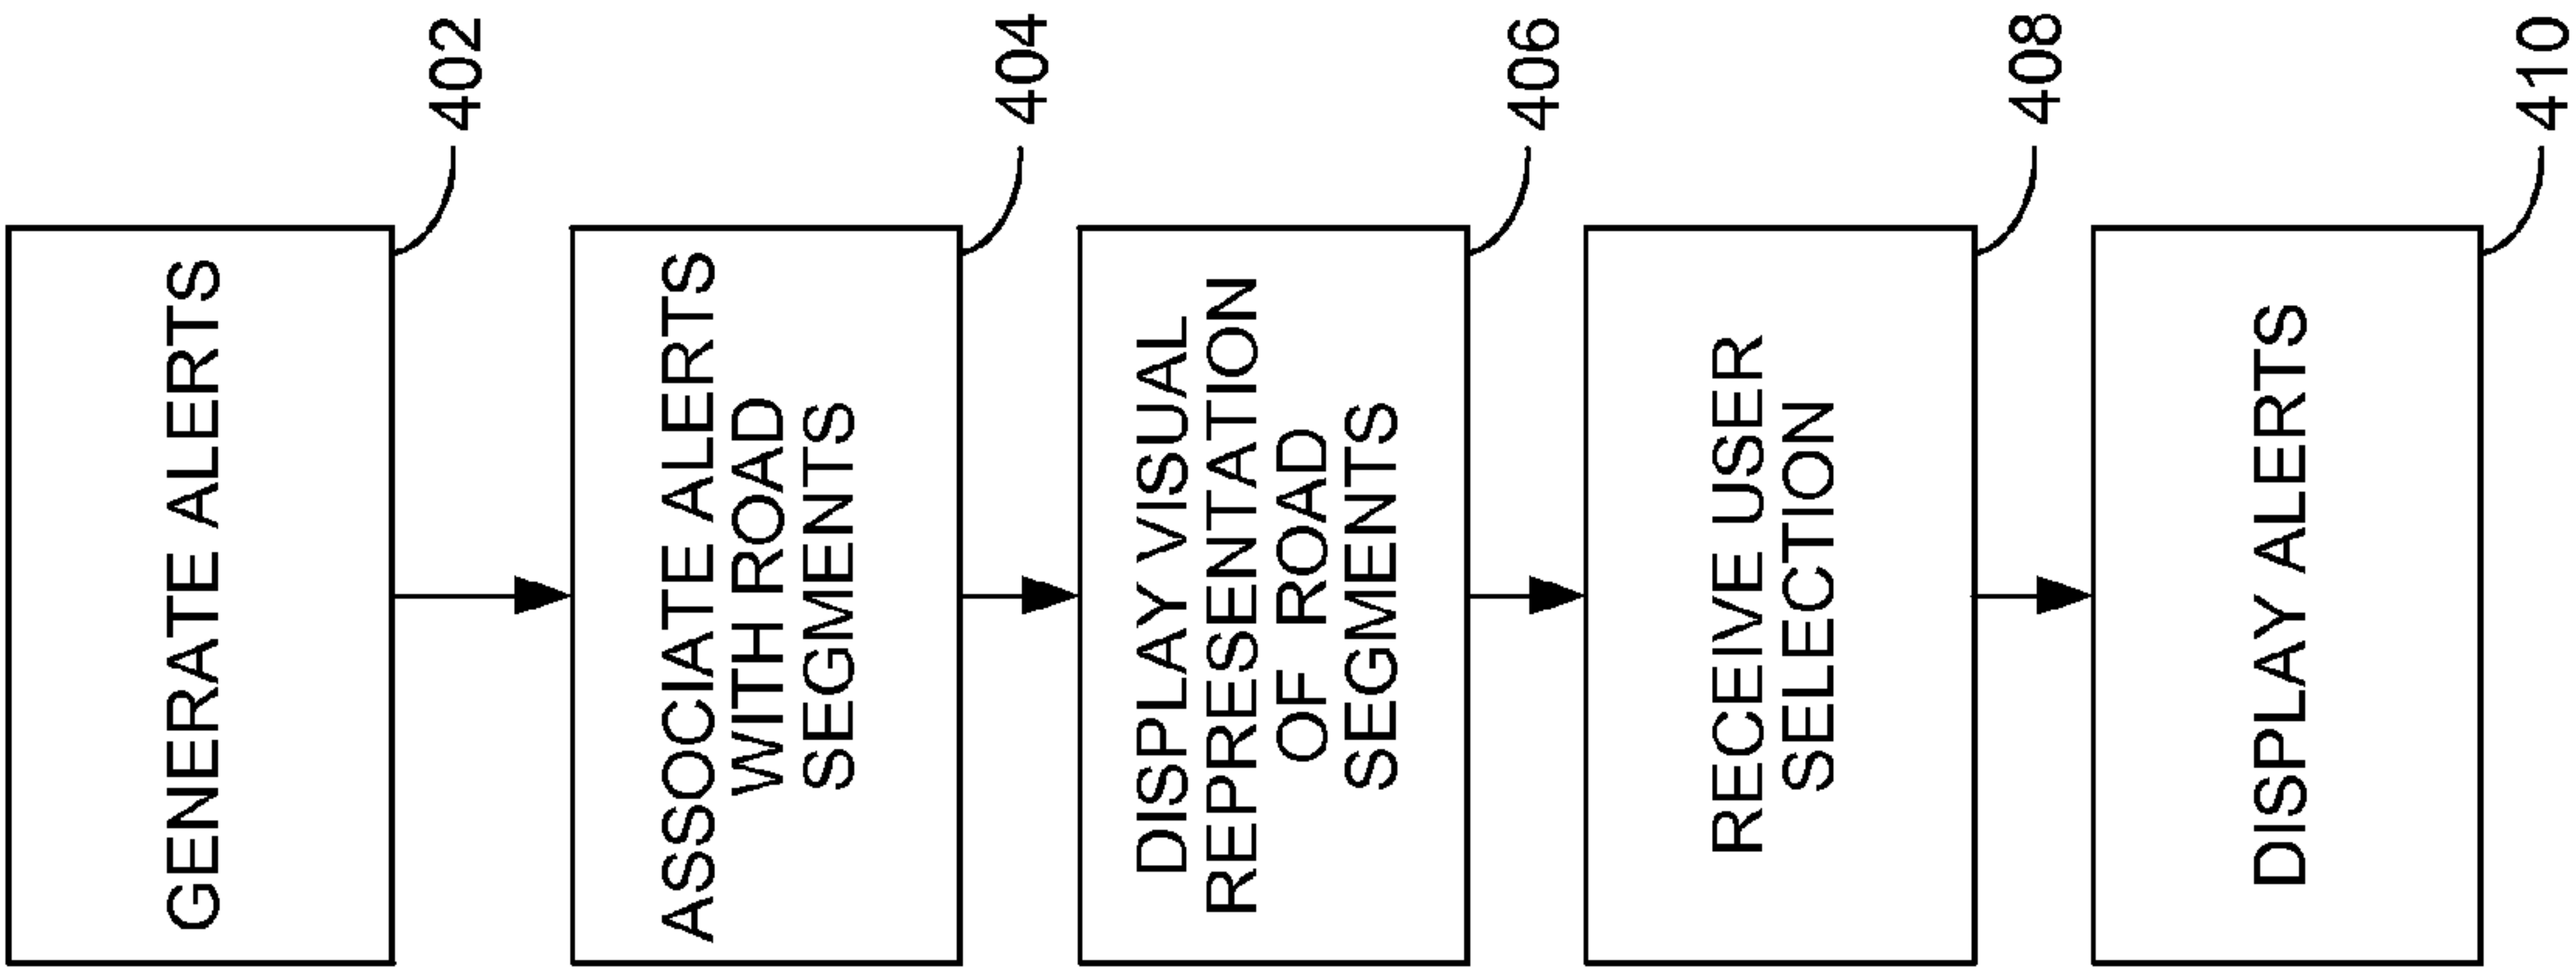 GENERATE ALERTS
402
ASSOCIATE ALERTS
WITH ROAD
SEGMENTS
404
DISPLAY VISUAL
REPRESENTATION
OF ROAD
SEGMENTS
406
RECEIVE USER
SELECTION
408
DISPLAY ALERTS
410